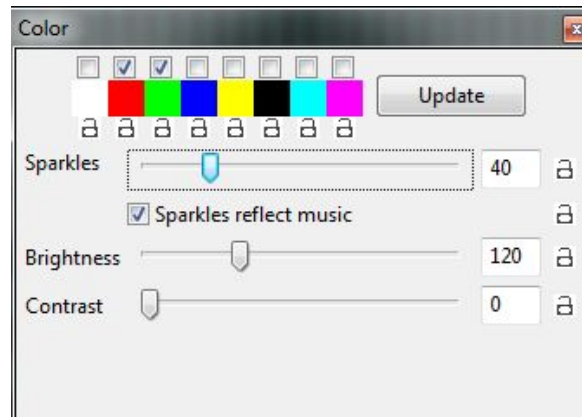 Color
Update
Sparkles 40
Sparkles reflect music
Brightness 120
Contrast 0